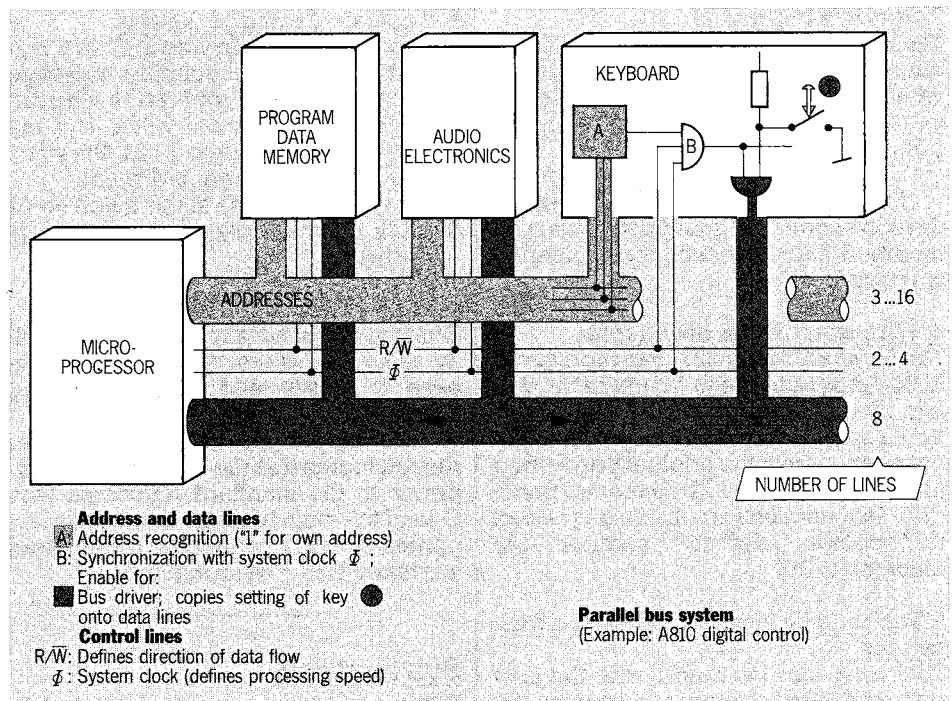 PROGRAM
DATA
MEMORY
AUDIO
ELECTRONICS
KEYBOARD
A
B
MICRO-
PROCESSOR
ADDRESSES
3...16
R/W̅
2...4
Φ
8
NUMBER OF LINES
Address and data lines
A: Address recognition ("1" for own address)
B: Synchronization with system clock Φ ;
Enable for:
Bus driver; copies setting of key
onto data lines
Control lines
R/W̅: Defines direction of data flow
Φ : System clock (defines processing speed)
Parallel bus system
(Example: A810 digital control)